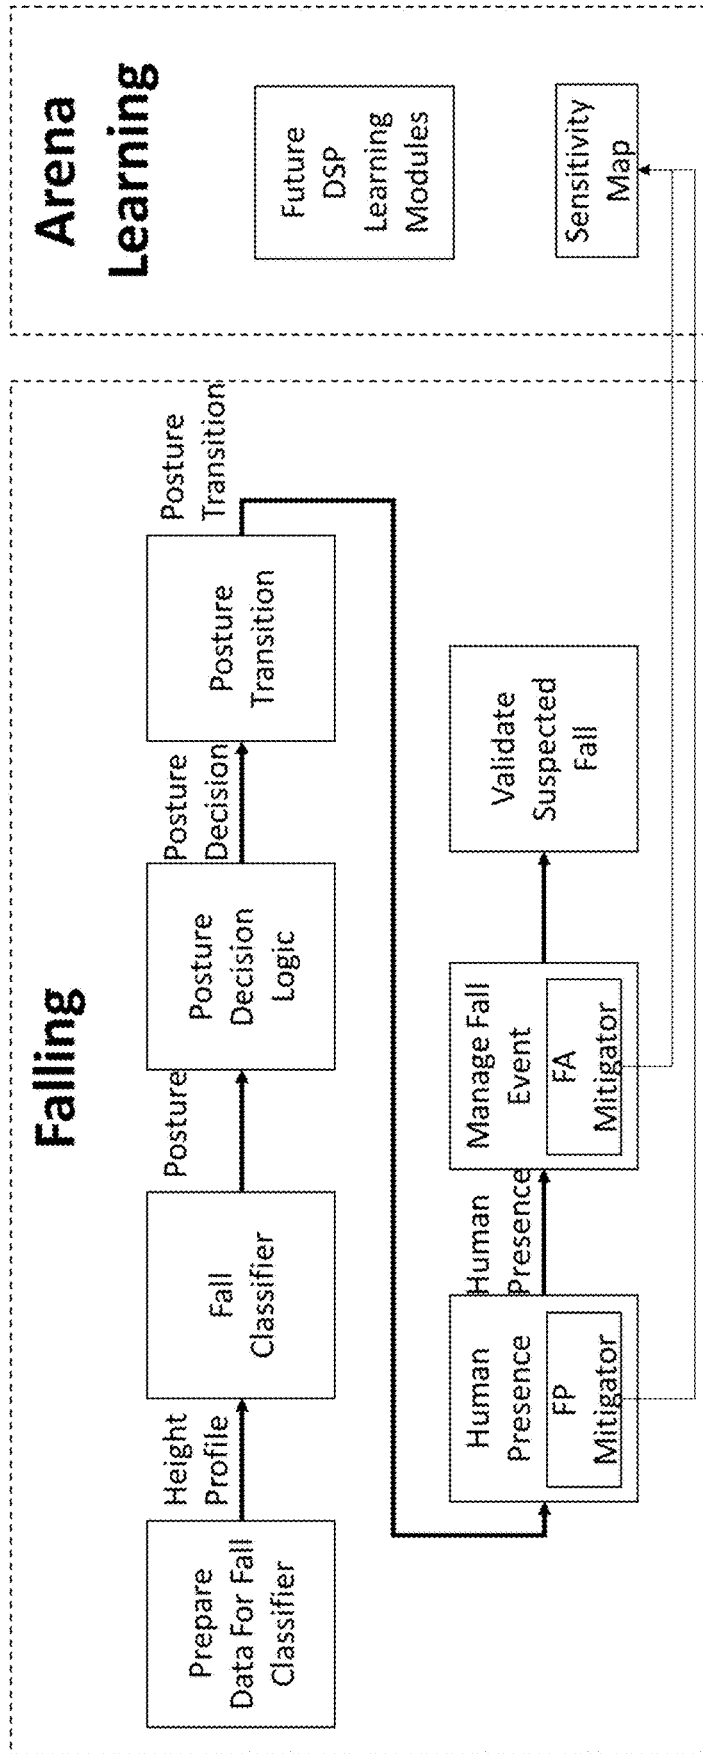 Falling
Prepare
Data For Fall
Classifier
Height
Profile
Fall
Classifier
Posture
Posture
Decision
Logic
Posture
Decision
Posture
Transition
Posture
Transition
Human
Presence
FP
Mitigator
Human
Presence
Manage Fall
Event
FA
Mitigator
Validate
Suspected
Fall
Arena
Learning
Future
DSP
Learning
Modules
Sensitivity
Map